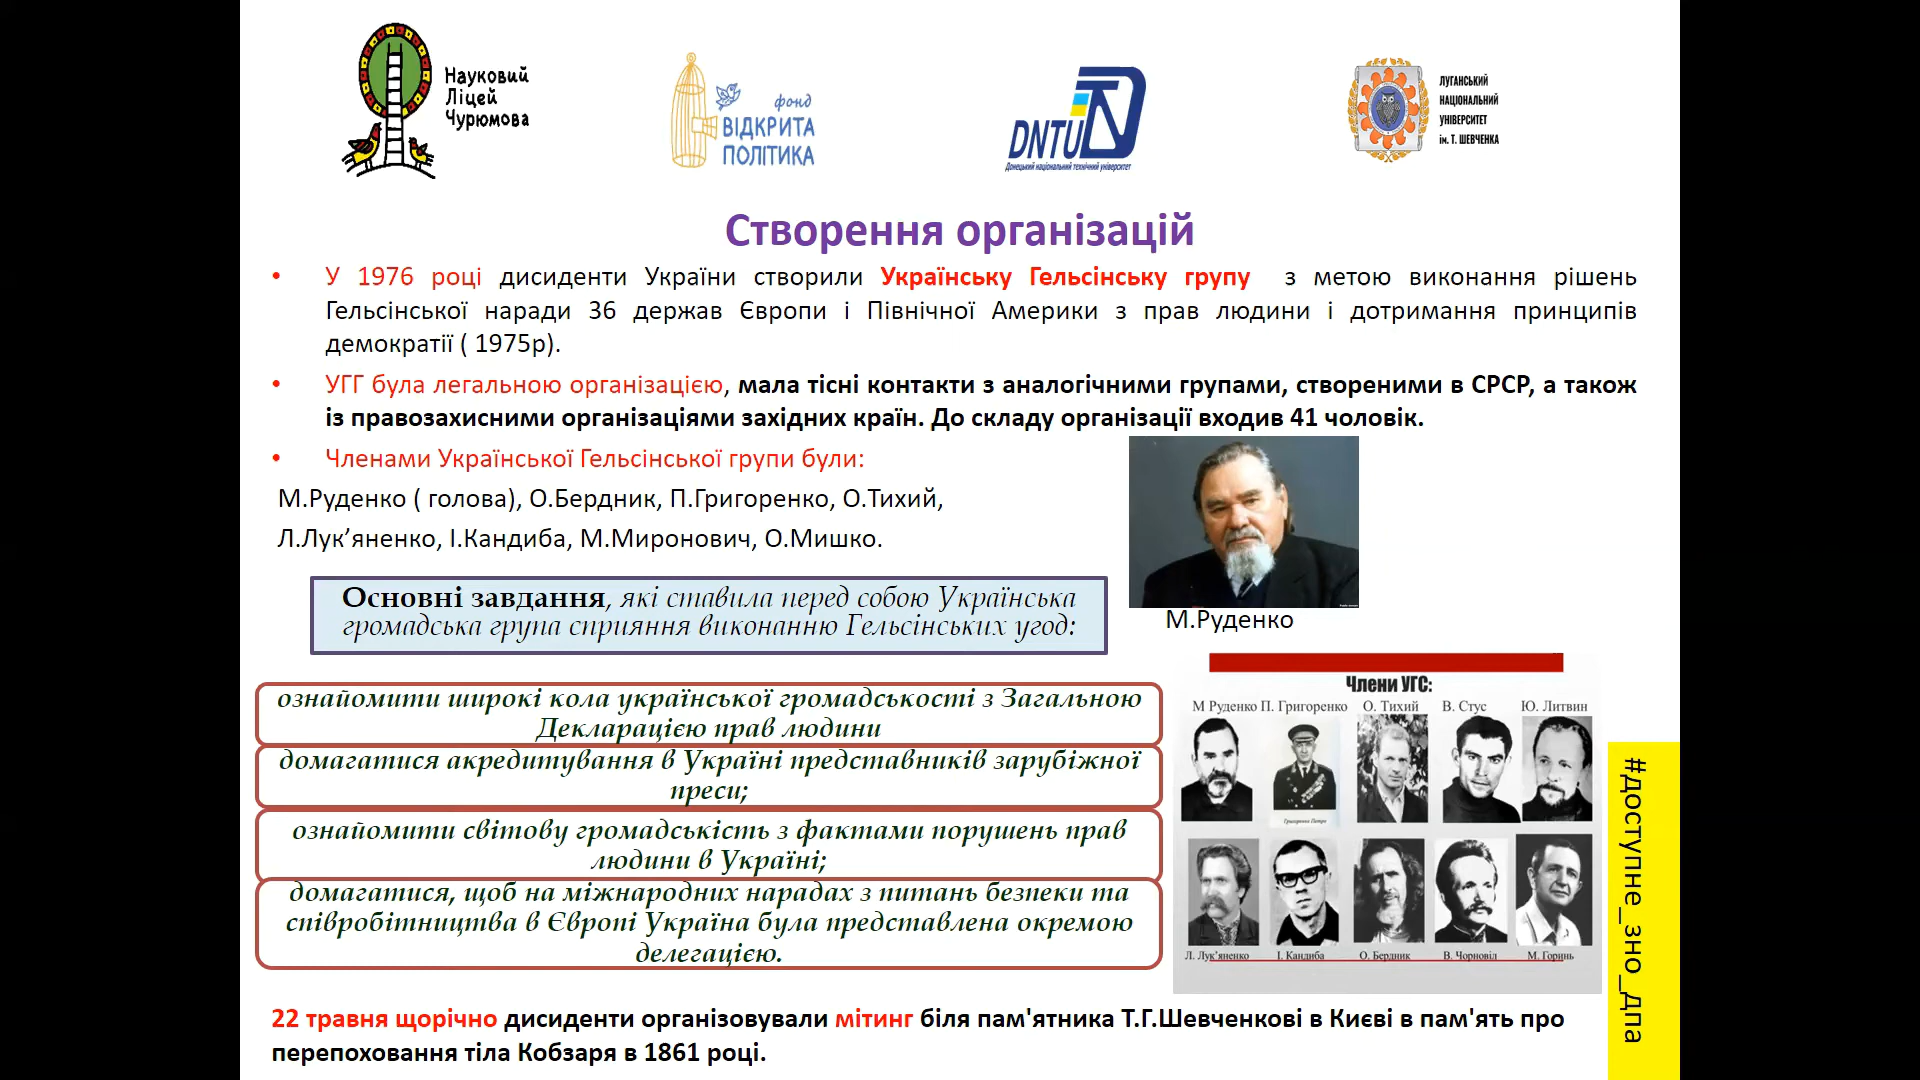 Науковий
Ліцей
Чурюмова
фонд
ВІДКРИТА
ПОЛІТИКА
DNTU
Донецький національний технічний університет
ЛУГАНСЬКИЙ
НАЦІОНАЛЬНИЙ
УНІВЕРСИТЕТ
ім. Т. ШЕВЧЕНКА
Створення організацій
• У 1976 році дисиденти України створили Українську Гельсінську групу з метою виконання рішень
Гельсінської наради 36 держав Європи і Північної Америки з прав людини і дотримання принципів
демократії ( 1975р).
• УГГ була легальною організацією, мала тісні контакти з аналогічними групами, створеними в СРСР, а також
із правозахисними організаціями західних країн. До складу організації входив 41 чоловік.
• Членами Української Гельсінської групи були:
М.Руденко ( голова), О.Бердник, П.Григоренко, О.Тихий,
Л.Лук’яненко, І.Кандиба, М.Миронович, О.Мишко.
М.Руденко
Основні завдання, які ставила перед собою Українська
громадська група сприяння виконанню Гельсінських угод:
ознайомити широкі кола української громадськості з Загальною
Декларацією прав людини
домагатися акредитування в Україні представників зарубіжної
преси;
ознайомити світову громадськість з фактами порушень прав
людини в Україні;
домагатися, щоб на міжнародних нарадах з питань безпеки та
співробітництва в Європі Україна була представлена окремою
делегацією.
Члени УГС:
М Руденко П. Григоренко О. Тихий В. Стус Ю. Литвин
Григоренко Петро
Л. Лук’яненко І. Кандиба О. Бердник В. Чорновіл М. Горинь
#доступне_зно_дпа
22 травня щорічно дисиденти організовували мітинг біля пам'ятника Т.Г.Шевченкові в Києві в пам'ять про
перепоховання тіла Кобзаря в 1861 році.